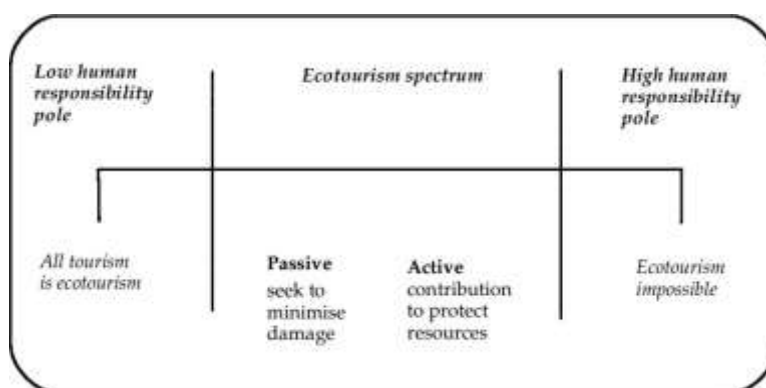 Low human
responsibility
pole
Ecotourism spectrum
High human
responsibility
pole
All tourism
is ecotourism
Passive
seek to
minimise
damage
Active
contribution
to protect
resources
Ecotourism
impossible